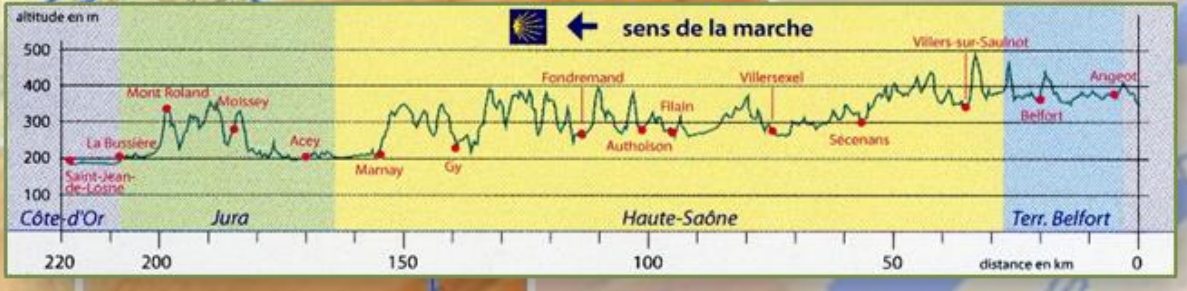 altitude en m
sens de la marche
500
400
300
200
100
Villers-sur-Saulnot
Fondremand
Villersexel
Angeot
Mont Roland
Moissey
Filain
Belfort
La Bussière
Acey
Authoison
Sécenans
Saint-Jean-
de-Losne
Marnay
Gy
Côte-d'Or
Jura
Haute-Saône
Terr. Belfort
220
200
150
100
50
distance en km
0